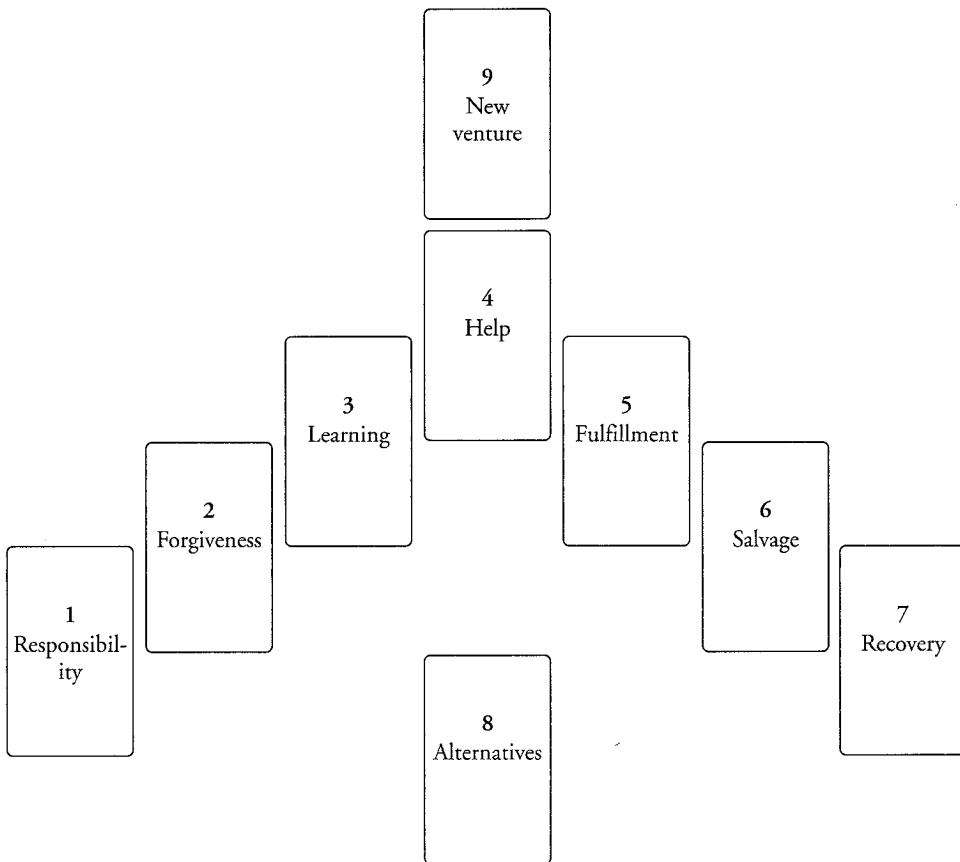 9
New
venture
4
Help
3
Learning
5
Fulfillment
2
Forgiveness
6
Salvage
1
Responsibil-
ity
7
Recovery
8
Alternatives